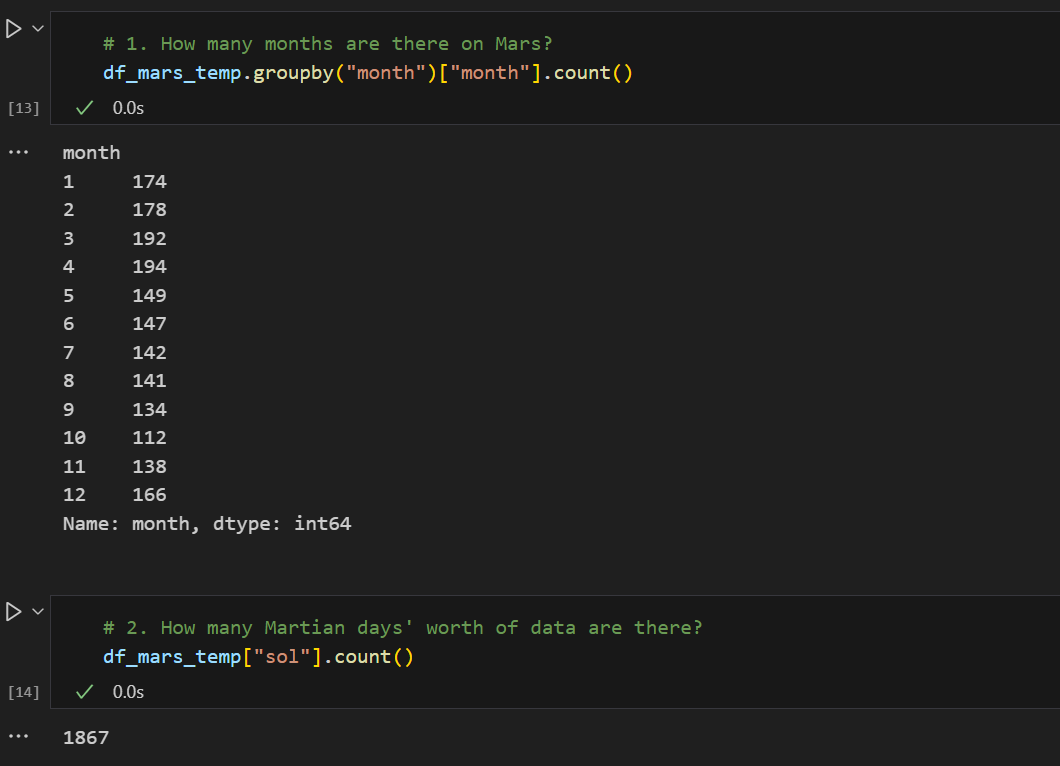 # 1. How many months are there on Mars?
df_mars_temp.groupby("month")["month"].count()
[13] 0.0s
month
1 174
2 178
3 192
4 194
5 149
6 147
7 142
8 141
9 134
10 112
11 138
12 166
Name: month, dtype: int64
# 2. How many Martian days' worth of data are there?
df_mars_temp["sol"].count()
[14] 0.0s
1867